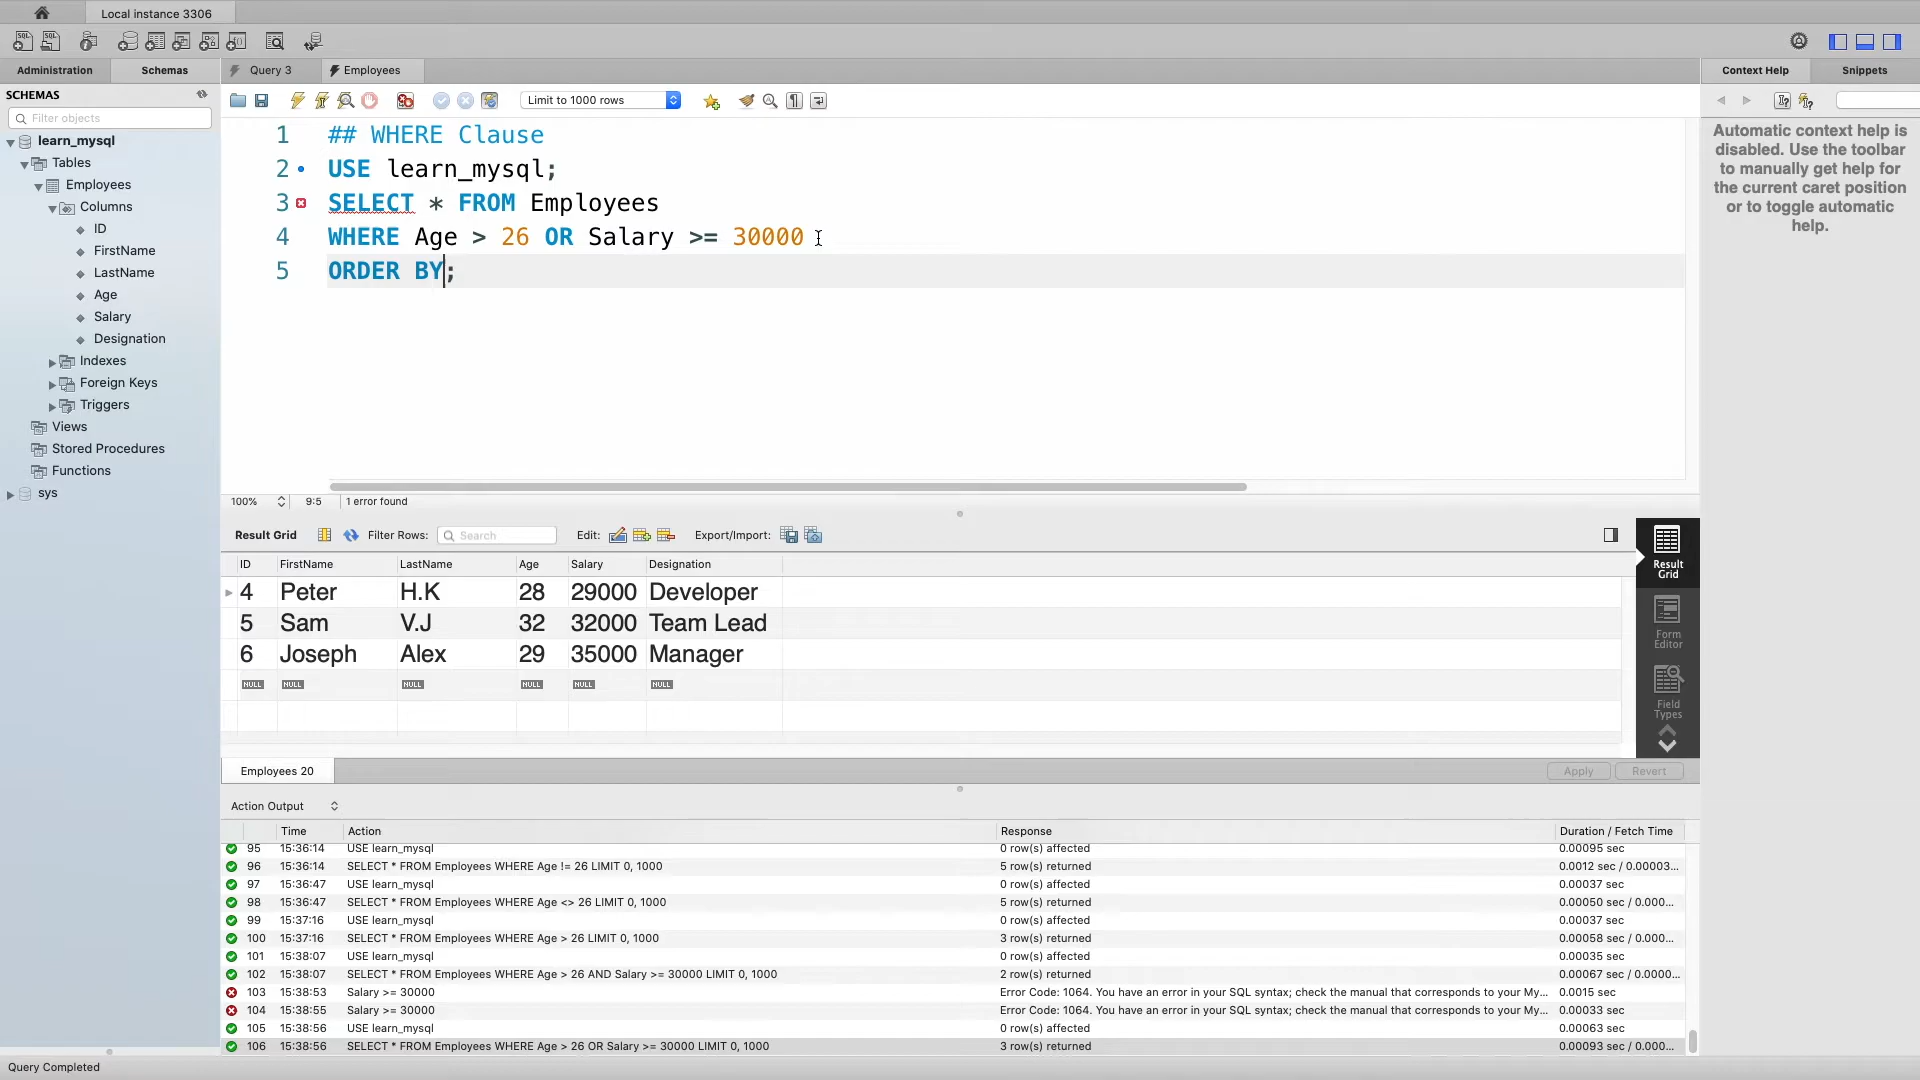 Local instance 3306
Administration Schemas Query 3 Employees Context Help Snippets
SCHEMAS
Filter objects
Limit to 1000 rows
learn_mysql
Tables
Employees
Columns
ID
FirstName
LastName
Age
Salary
Designation
Indexes
Foreign Keys
Triggers
Views
Stored Procedures
Functions
sys
1 ## WHERE Clause
2 USE learn_mysql;
3 SELECT * FROM Employees
4 WHERE Age > 26 OR Salary >= 30000
5 ORDER BY;
Automatic context help is
disabled. Use the toolbar
to manually get help for
the current caret position
or to toggle automatic
help.
100% 9:5 1 error found
Result Grid Filter Rows: Search Edit: Export/Import:
ID FirstName LastName Age Salary Designation
4 Peter H.K 28 29000 Developer
5 Sam V.J 32 32000 Team Lead
6 Joseph Alex 29 35000 Manager
NULL NULL NULL NULL NULL NULL
Result
Grid
Form
Editor
Field
Types
Employees 20 Apply Revert
Action Output
Time Action Response Duration / Fetch Time
95 15:36:14 USE learn_mysql 0 row(s) affected 0.00095 sec
96 15:36:14 SELECT * FROM Employees WHERE Age != 26 LIMIT 0, 1000 5 row(s) returned 0.0012 sec / 0.00003...
97 15:36:47 USE learn_mysql 0 row(s) affected 0.00037 sec
98 15:36:47 SELECT * FROM Employees WHERE Age <> 26 LIMIT 0, 1000 5 row(s) returned 0.00050 sec / 0.000...
99 15:37:16 USE learn_mysql 0 row(s) affected 0.00037 sec
100 15:37:16 SELECT * FROM Employees WHERE Age > 26 LIMIT 0, 1000 3 row(s) returned 0.00058 sec / 0.000...
101 15:38:07 USE learn_mysql 0 row(s) affected 0.00035 sec
102 15:38:07 SELECT * FROM Employees WHERE Age > 26 AND Salary >= 30000 LIMIT 0, 1000 2 row(s) returned 0.00067 sec / 0.0000...
103 15:38:53 Salary >= 30000 Error Code: 1064. You have an error in your SQL syntax; check the manual that corresponds to your My... 0.0015 sec
104 15:38:55 Salary >= 30000 Error Code: 1064. You have an error in your SQL syntax; check the manual that corresponds to your My... 0.00033 sec
105 15:38:56 USE learn_mysql 0 row(s) affected 0.00063 sec
106 15:38:56 SELECT * FROM Employees WHERE Age > 26 OR Salary >= 30000 LIMIT 0, 1000 3 row(s) returned 0.00093 sec / 0.000...
Query Completed